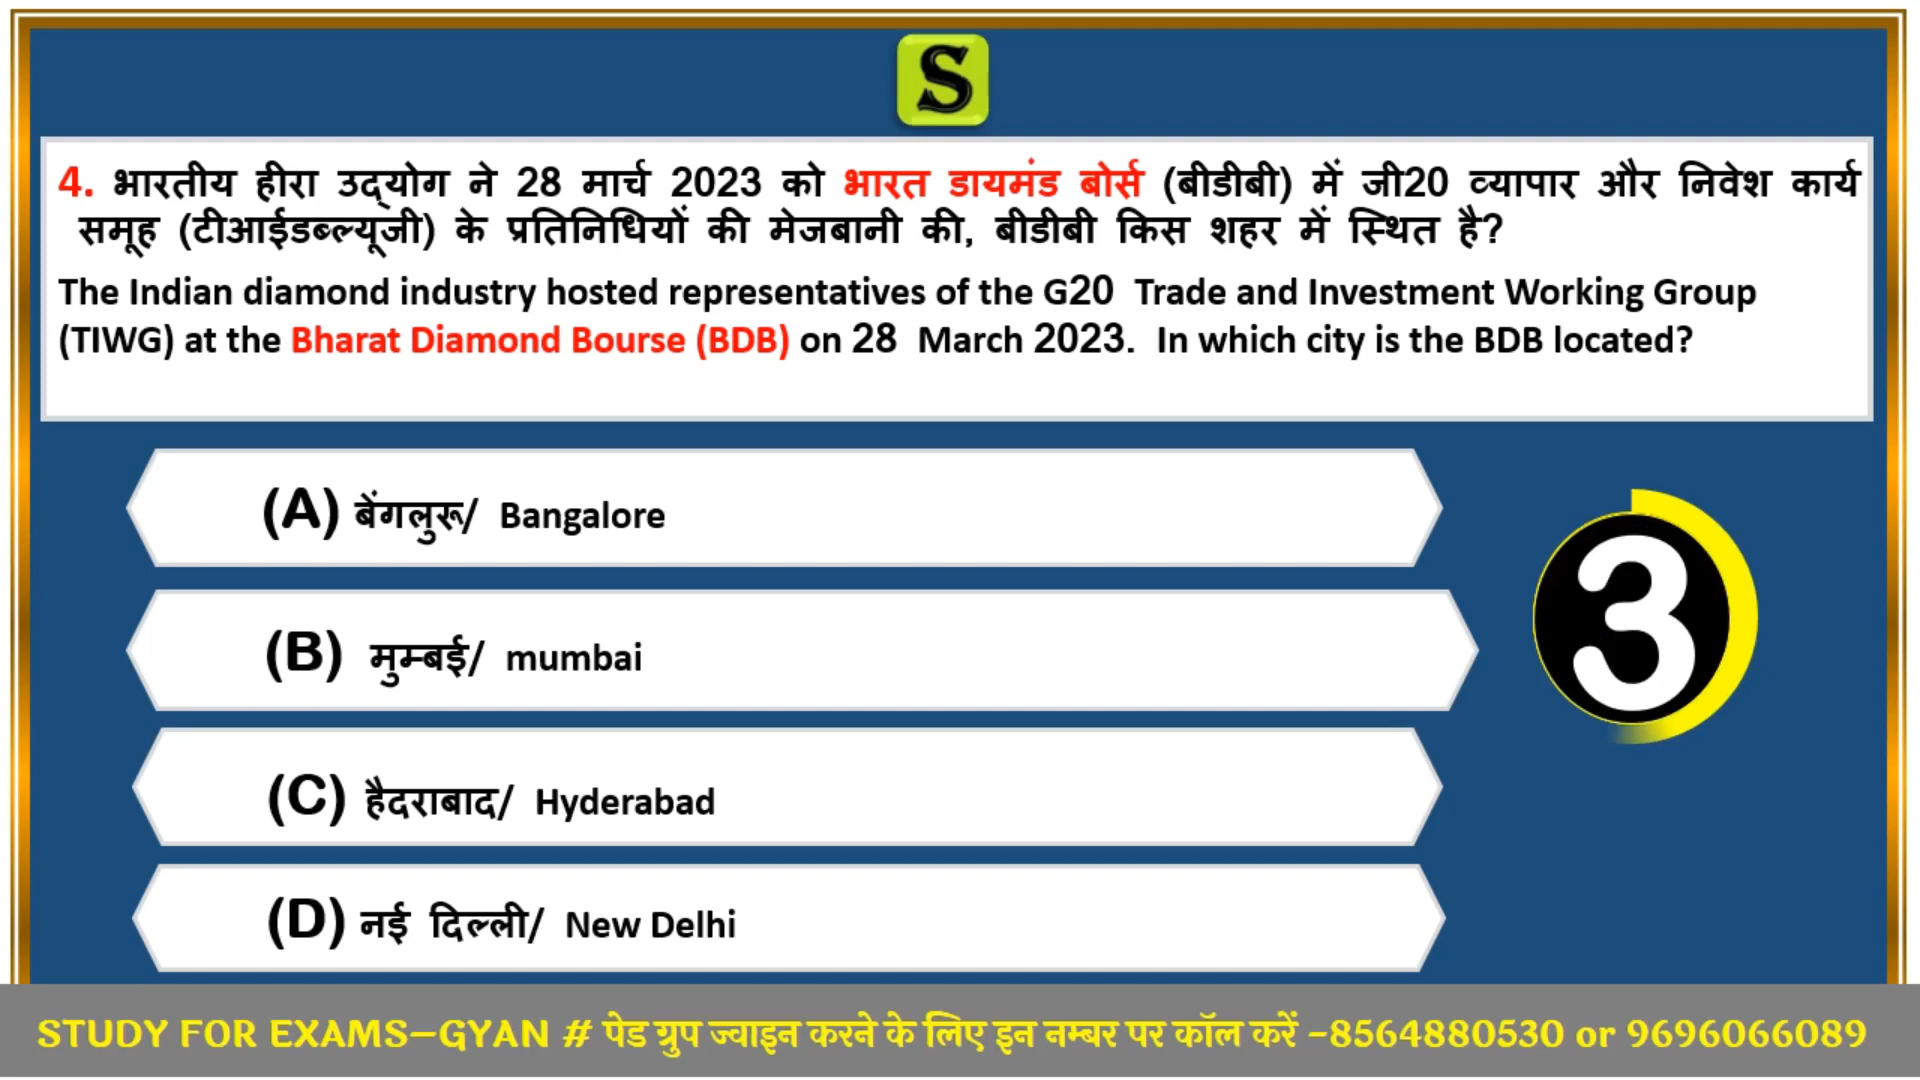 S
4. भारतीय हीरा उद्योग ने 28 मार्च 2023 को भारत डायमंड बोर्स (बीडीबी) में जी20 व्यापार और निवेश कार्य
समूह (टीआईडब्ल्यूजी) के प्रतिनिधियों की मेजबानी की, बीडीबी किस शहर में स्थित है?
The Indian diamond industry hosted representatives of the G20 Trade and Investment Working Group
(TIWG) at the Bharat Diamond Bourse (BDB) on 28 March 2023. In which city is the BDB located?
(A) बेंगलुरू/ Bangalore
(B) मुम्बई/ mumbai
3
(C) हैदराबाद/ Hyderabad
(D) नई दिल्ली/ New Delhi
STUDY FOR EXAMS–GYAN # पेड ग्रुप ज्वाइन करने के लिए इन नम्बर पर कॉल करें -8564880530 or 9696066089